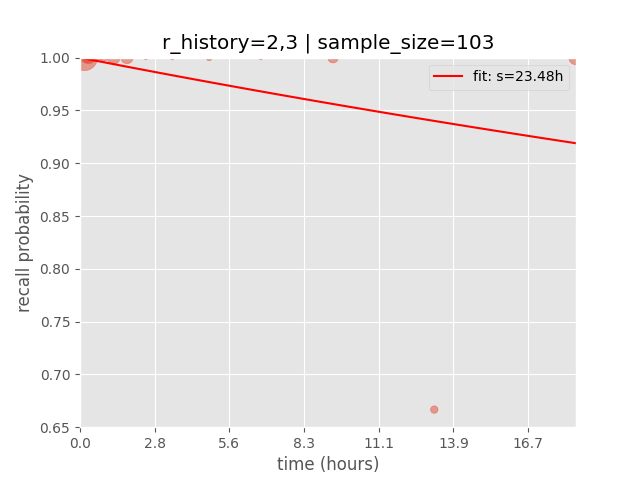 r_history=2,3 | sample_size=103
fit: s=23.48h
recall probability
1.00
0.95
0.90
0.85
0.80
0.75
0.70
0.65
0.0 2.8 5.6 8.3 11.1 13.9 16.7
time (hours)